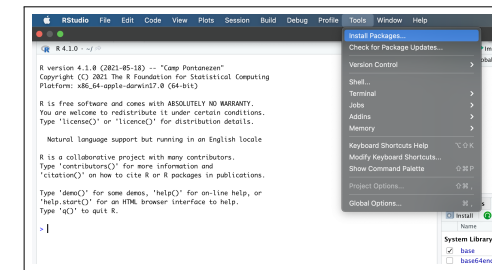 RStudio File Edit Code View Plots Session Build Debug Profile Tools Window Help
R 4.1.0 · ~/
R version 4.1.0 (2021-05-18) -- "Camp Pontanezen"
Copyright (C) 2021 The R Foundation for Statistical Computing
Platform: x86_64-apple-darwin17.0 (64-bit)
R is free software and comes with ABSOLUTELY NO WARRANTY.
You are welcome to redistribute it under certain conditions.
Type 'license()' or 'licence()' for distribution details.
Natural language support but running in an English locale
R is a collaborative project with many contributors.
Type 'contributors()' for more information and
'citation()' on how to cite R or R packages in publications.
Type 'demo()' for some demos, 'help()' for on-line help, or
'help.start()' for an HTML browser interface to help.
Type 'q()' to quit R.
>
Install Packages...
Check for Package Updates...
Version Control
Shell...
Terminal
Jobs
Addins
Memory
Keyboard Shortcuts Help ⌥⇧K
Modify Keyboard Shortcuts...
Show Command Palette ⇧⌘P
Project Options... ⇧⌘,
Global Options... ⌘,
Install
Name
System Library
base
base64enc